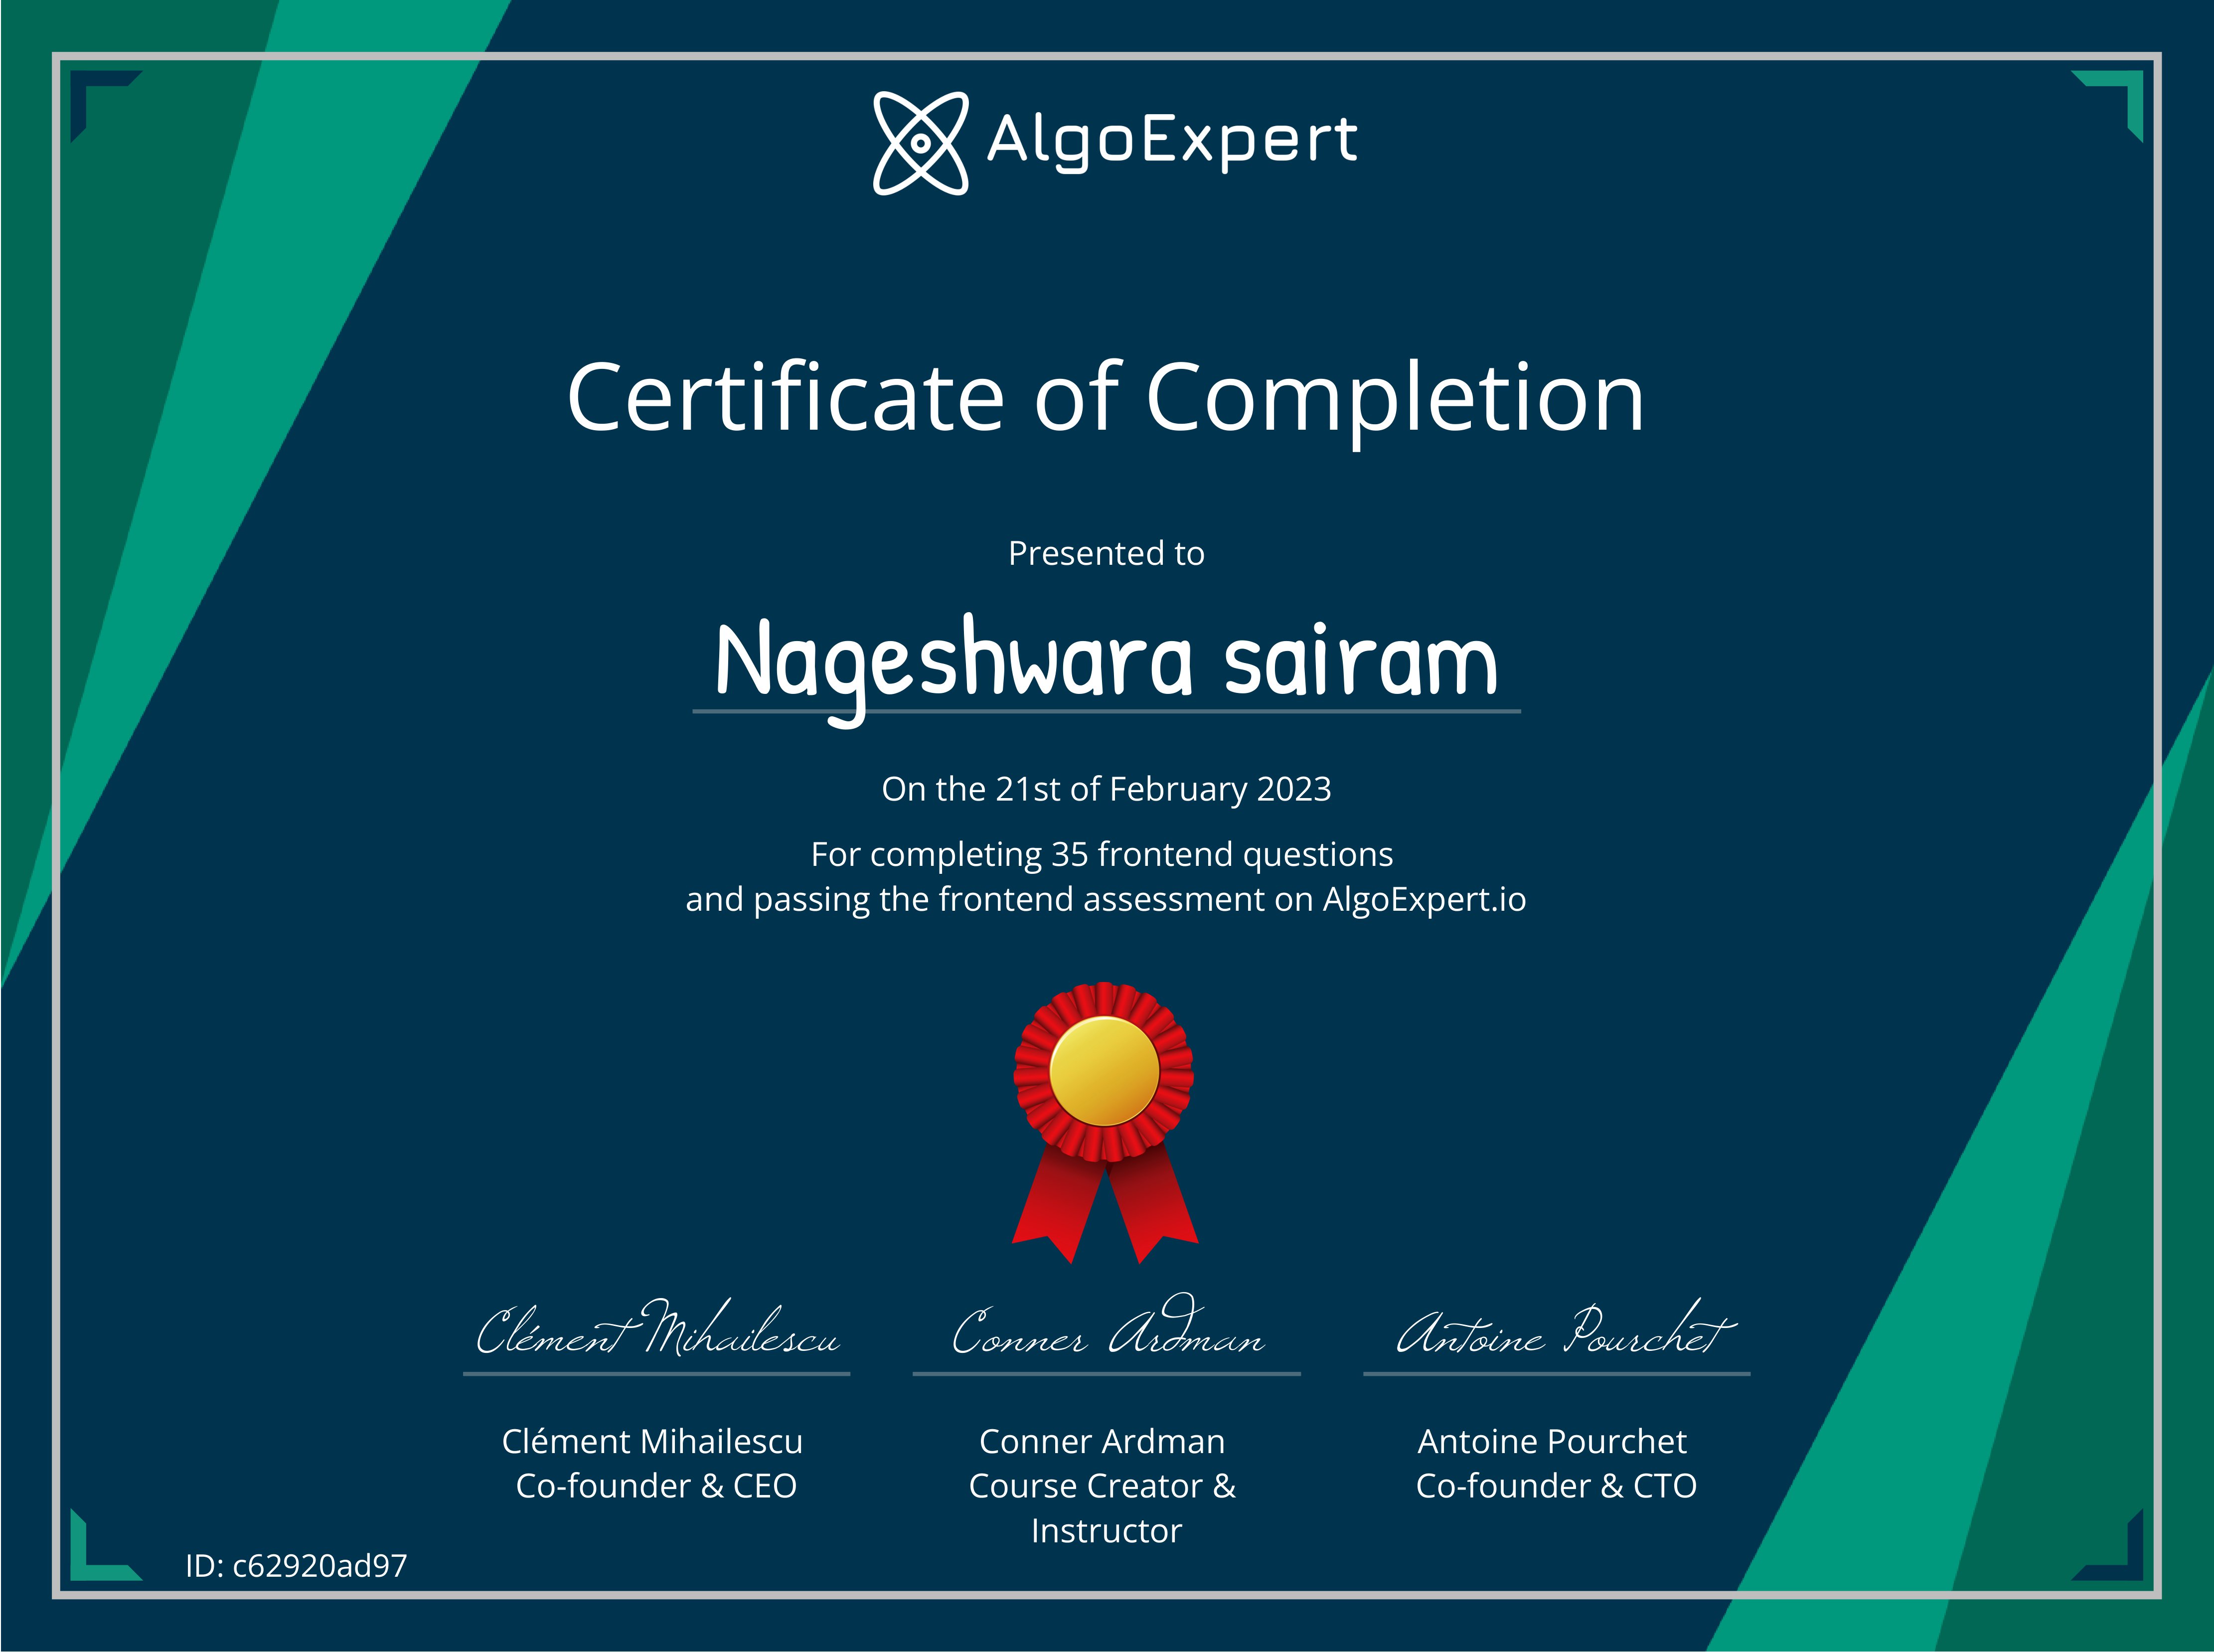 AlgoExpert
Certificate of Completion
Presented to
Nageshwara sairam
On the 21st of February 2023
For completing 35 frontend questions
and passing the frontend assessment on AlgoExpert.io
Clément Mihailescu
Conner Ardman
Antoine Pourchet
Clément Mihailescu
Co-founder & CEO
Conner Ardman
Course Creator &
Instructor
Antoine Pourchet
Co-founder & CTO
ID: c62920ad97